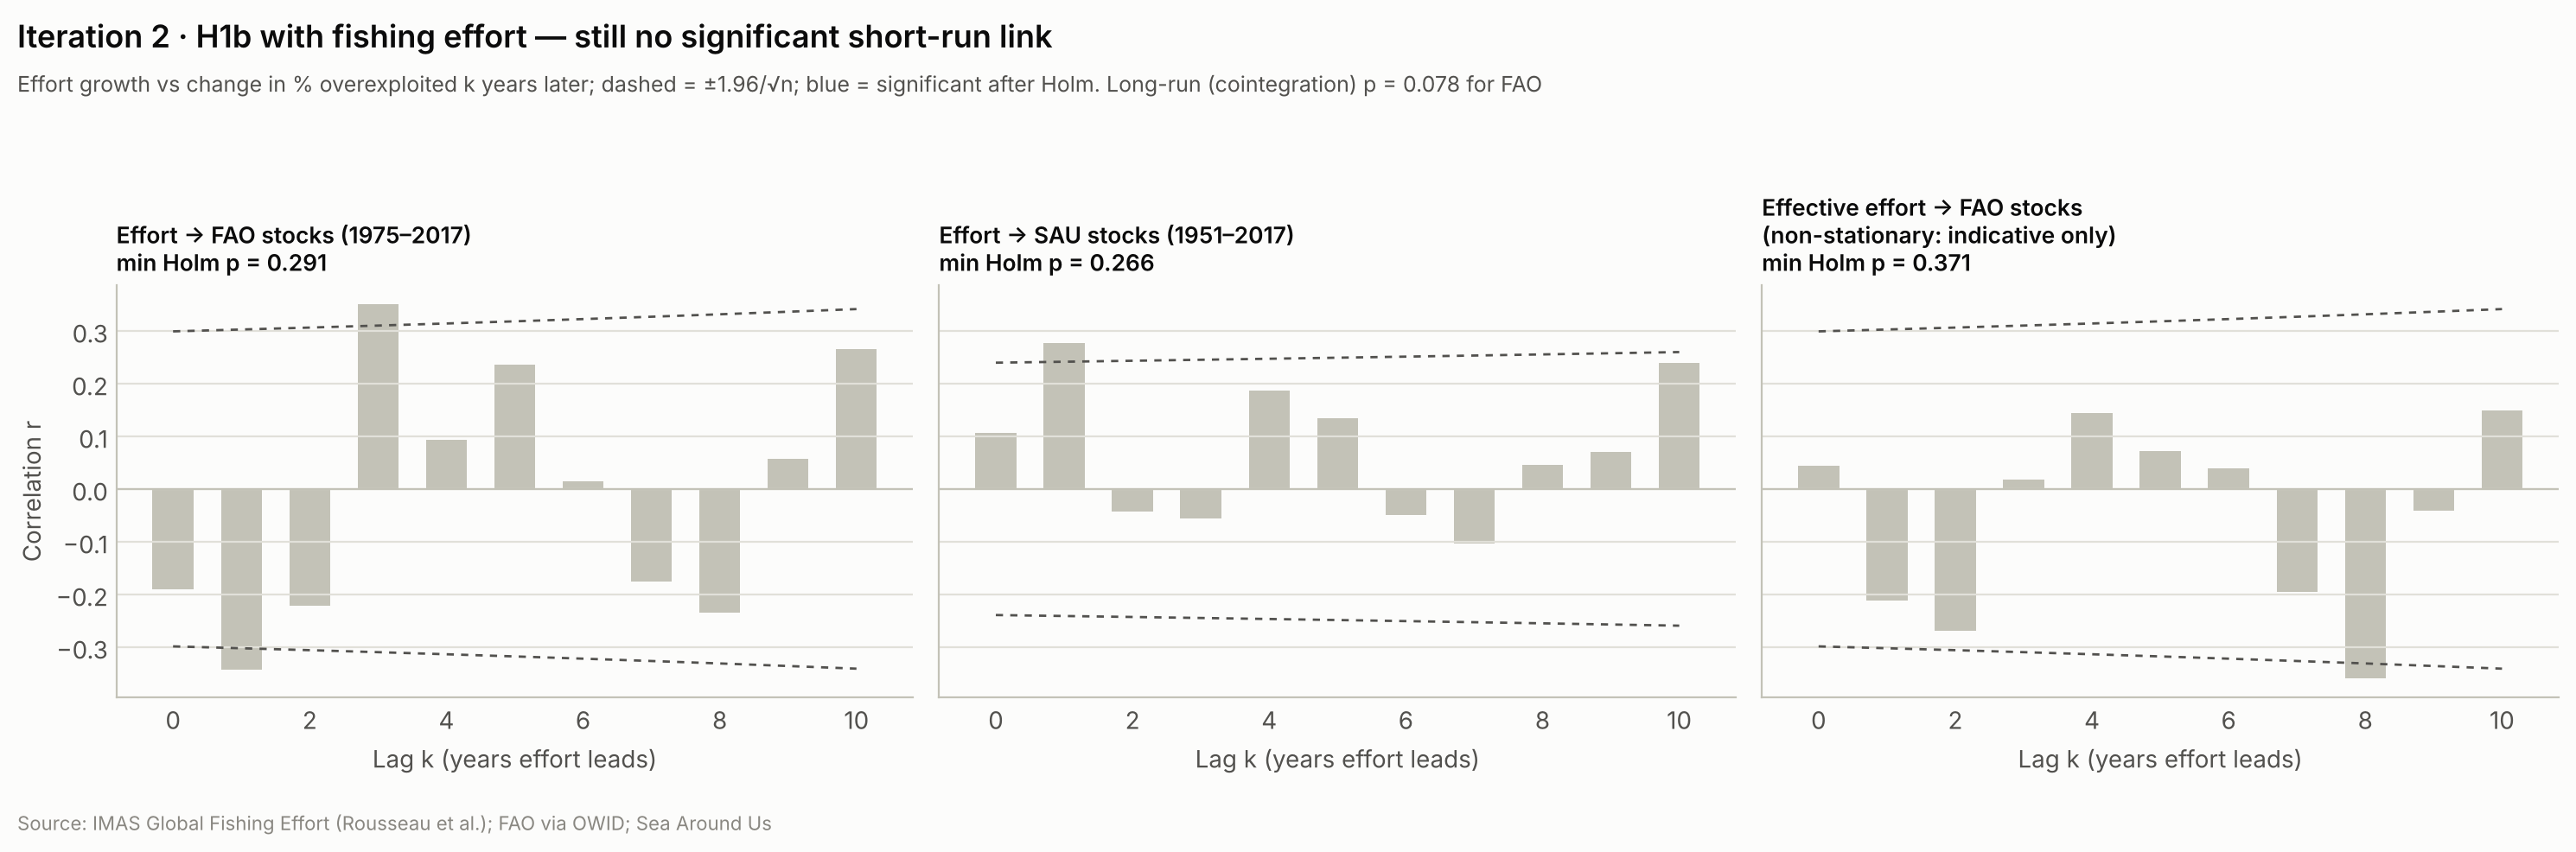 Iteration 2 · H1b with fishing effort — still no significant short-run link
Effort growth vs change in % overexploited k years later; dashed = ±1.96/√n; blue = significant after Holm. Long-run (cointegration) p = 0.078 for FAO
Effort → FAO stocks (1975–2017)
min Holm p = 0.291
Effort → SAU stocks (1951–2017)
min Holm p = 0.266
Effective effort → FAO stocks
(non-stationary: indicative only)
min Holm p = 0.371
Correlation r
0.3
0.2
0.1
0.0
−0.1
−0.2
−0.3
0 2 4 6 8 10
Lag k (years effort leads)
0 2 4 6 8 10
Lag k (years effort leads)
0 2 4 6 8 10
Lag k (years effort leads)
Source: IMAS Global Fishing Effort (Rousseau et al.); FAO via OWID; Sea Around Us